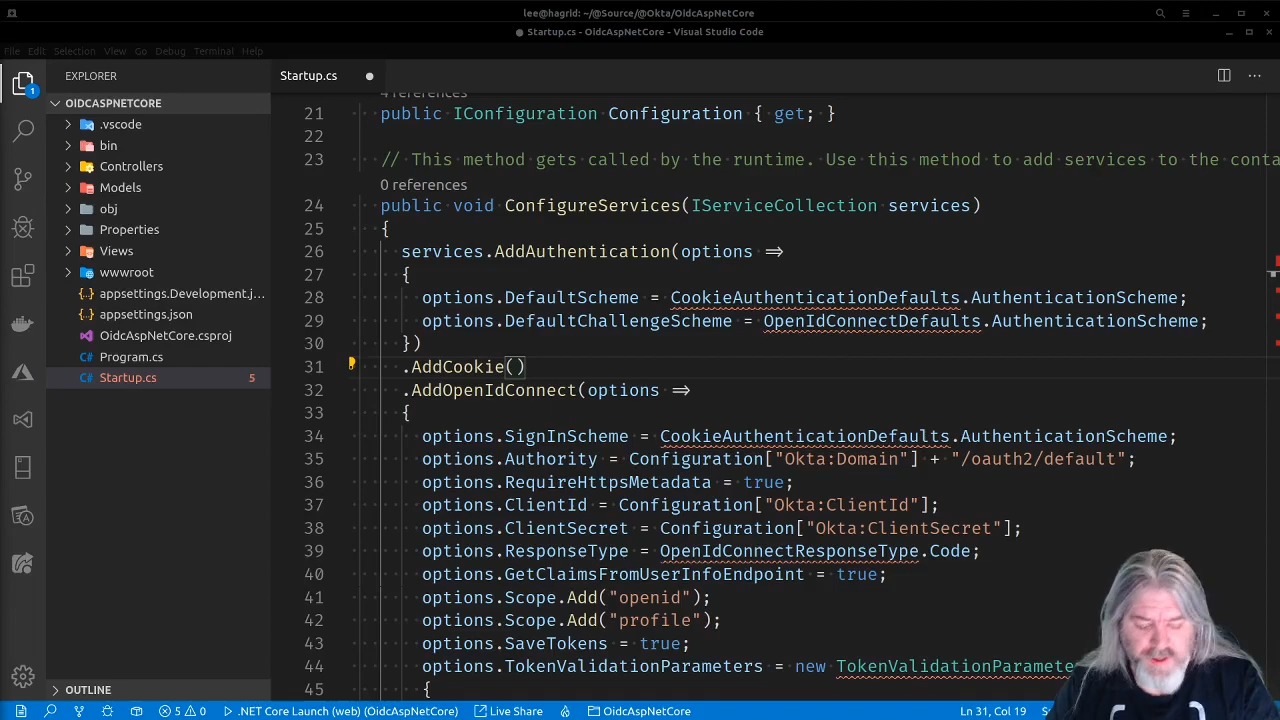 lee@hagrid: ~/@Source/@Okta/OidcAspNetCore
● Startup.cs - OidcAspNetCore - Visual Studio Code
File Edit Selection View Go Debug Terminal Help
EXPLORER
OIDCASPNETCORE
.vscode
bin
Controllers
Models
obj
Properties
Views
wwwroot
{..} appsettings.Development.j...
{..} appsettings.json
OidcAspNetCore.csproj
C# Program.cs
C# Startup.cs 5
OUTLINE
1
Startup.cs ●
4 references
21 public IConfiguration Configuration { get; }
22
23 // This method gets called by the runtime. Use this method to add services to the conta
0 references
24 public void ConfigureServices(IServiceCollection services)
25 {
26 services.AddAuthentication(options =>
27 {
28 options.DefaultScheme = CookieAuthenticationDefaults.AuthenticationScheme;
29 options.DefaultChallengeScheme = OpenIdConnectDefaults.AuthenticationScheme;
30 })
31 .AddCookie()
32 .AddOpenIdConnect(options =>
33 {
34 options.SignInScheme = CookieAuthenticationDefaults.AuthenticationScheme;
35 options.Authority = Configuration["Okta:Domain"] + "/oauth2/default";
36 options.RequireHttpsMetadata = true;
37 options.ClientId = Configuration["Okta:ClientId"];
38 options.ClientSecret = Configuration["Okta:ClientSecret"];
39 options.ResponseType = OpenIdConnectResponseType.Code;
40 options.GetClaimsFromUserInfoEndpoint = true;
41 options.Scope.Add("openid");
42 options.Scope.Add("profile");
43 options.SaveTokens = true;
44 options.TokenValidationParameters = new TokenValidationParamete
45 {
5 0 .NET Core Launch (web) (OidcAspNetCore) Live Share OidcAspNetCore Ln 31, Col 19